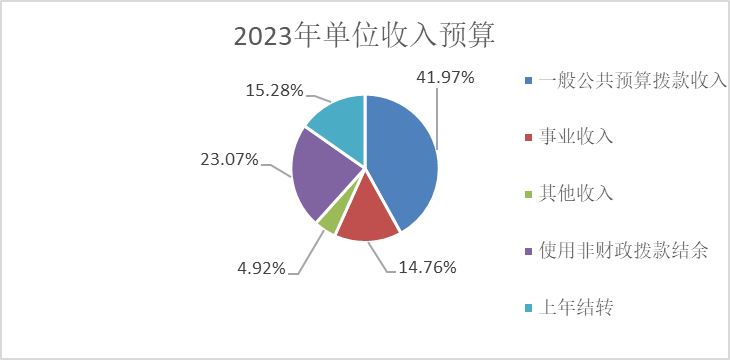 2023年单位收入预算
41.97%
15.28%
23.07%
4.92%
14.76%
一般公共预算拨款收入
事业收入
其他收入
使用非财政拨款结余
上年结转